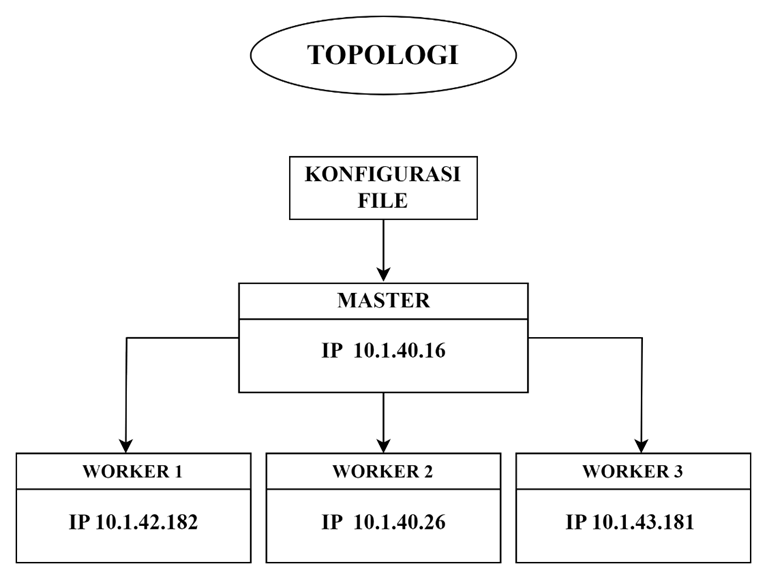 TOPOLOGI
KONFIGURASI
FILE
MASTER
IP 10.1.40.16
WORKER 1
IP 10.1.42.182
WORKER 2
IP 10.1.40.26
WORKER 3
IP 10.1.43.181